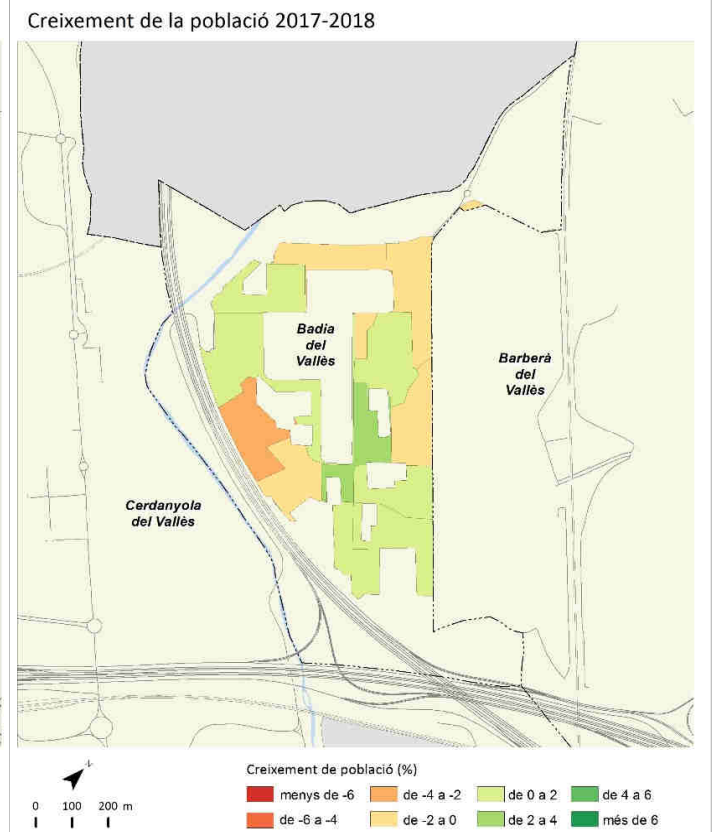 Creixement de la població 2017-2018
Badia
del
Vallès
Barberà
del
Vallès
Cerdanyola
del Vallès
N
0 100 200 m
Creixement de població (%)
menys de -6
de -4 a -2
de 0 a 2
de 4 a 6
de -6 a -4
de -2 a 0
de 2 a 4
més de 6